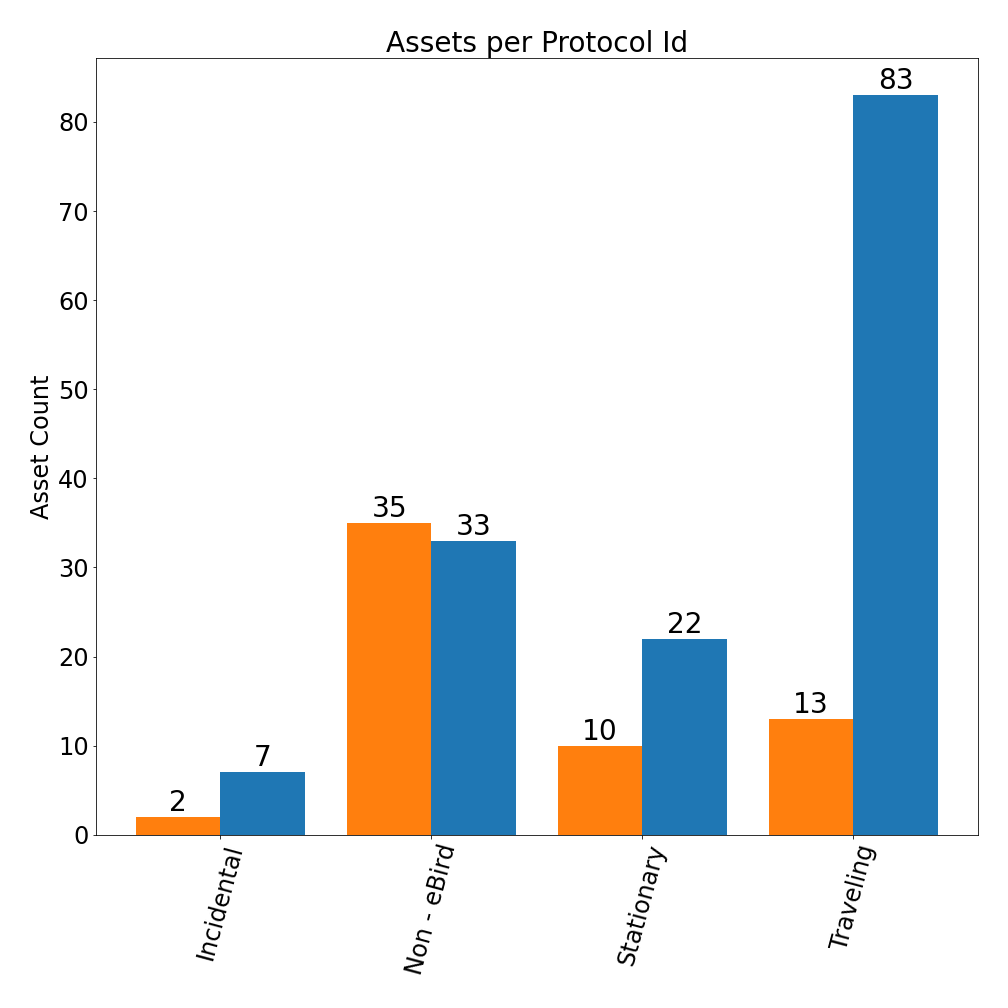 Assets per Protocol Id
Asset Count
80
70
60
50
40
30
20
10
0
2
7
35
33
10
22
13
83
Incidental
Non - eBird
Stationary
Traveling